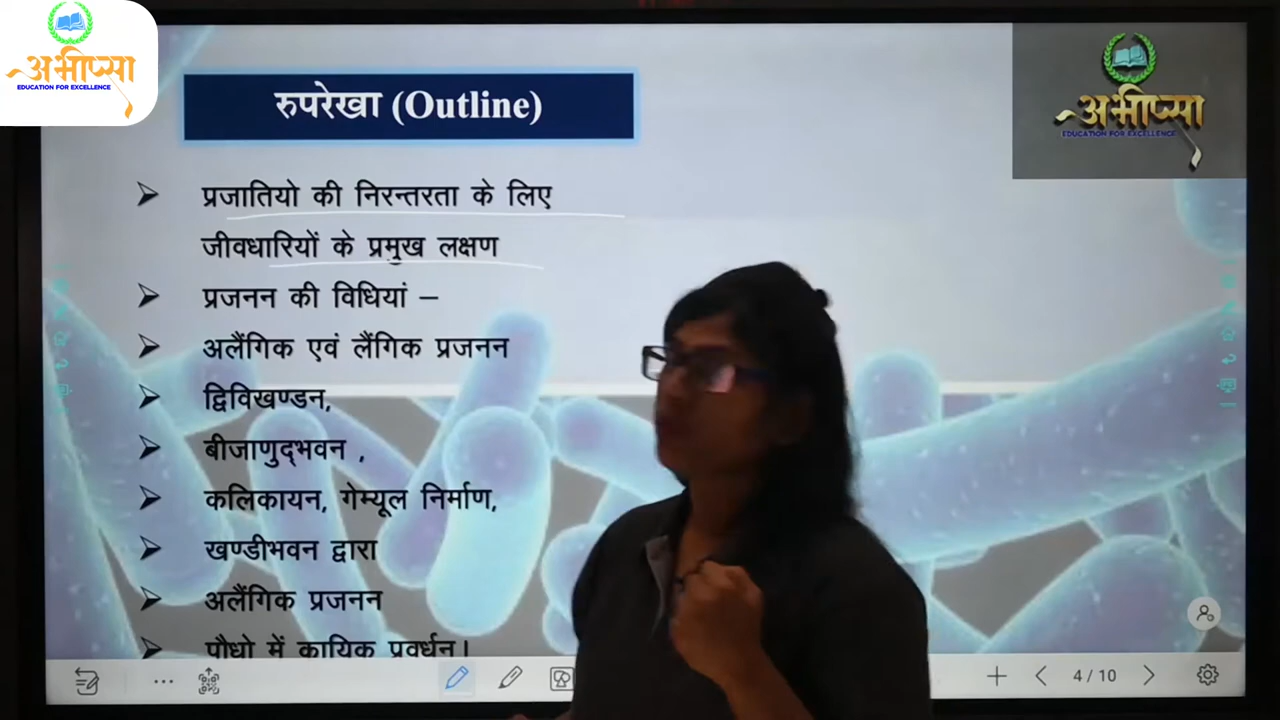 अभीप्सा
EDUCATION FOR EXCELLENCE
अभीप्सा
EDUCATION FOR EXCELLENCE
रुपरेखा (Outline)
➢ प्रजातियो की निरन्तरता के लिए
जीवधारियों के प्रमुख लक्षण
➢ प्रजनन की विधियां –
➢ अलैंगिक एवं लैंगिक प्रजनन
➢ द्विविखण्डन,
➢ बीजाणुद्भवन ,
➢ कलिकायन, गेम्यूल निर्माण,
➢ खण्डीभवन द्वारा
➢ अलैंगिक प्रजनन
➢ पौधो में कायिक प्रवर्धन।
4/10